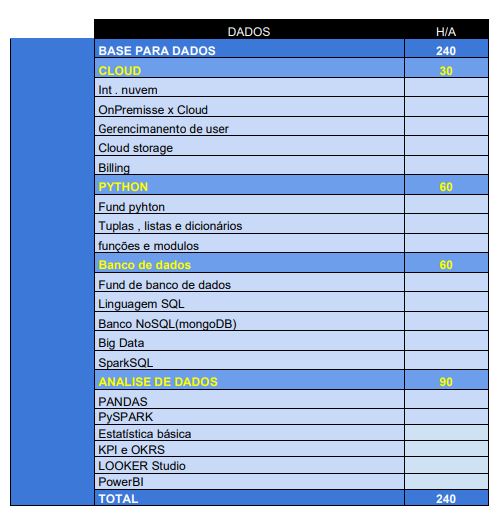 DADOS H/A
BASE PARA DADOS 240
CLOUD 30
Int . nuvem
OnPremisse x Cloud
Gerencimanento de user
Cloud storage
Billing
PYTHON 60
Fund pyhton
Tuplas , listas e dicionários
funções e modulos
Banco de dados 60
Fund de banco de dados
Linguagem SQL
Banco NoSQL(mongoDB)
Big Data
SparkSQL
ANALISE DE DADOS 90
PANDAS
PySPARK
Estatística básica
KPI e OKRS
LOOKER Studio
PowerBI
TOTAL 240